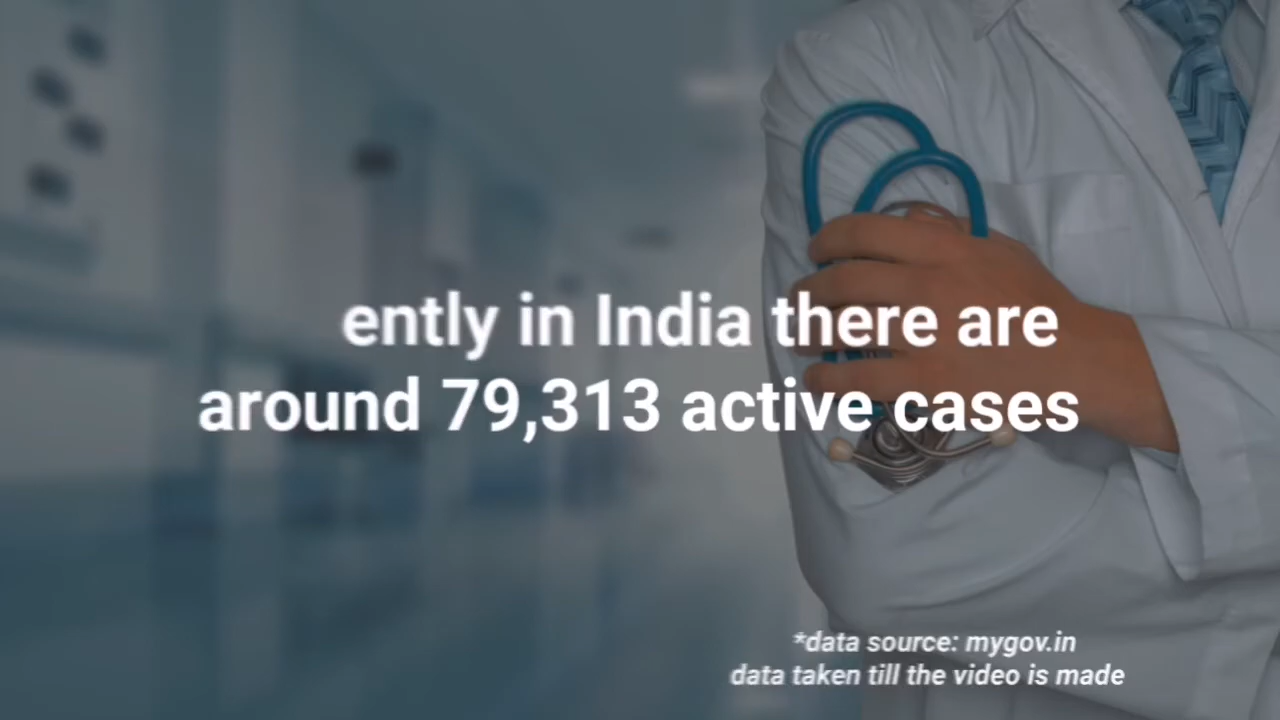 ently in India there are
around 79,313 active cases
*data source: mygov.in
data taken till the video is made